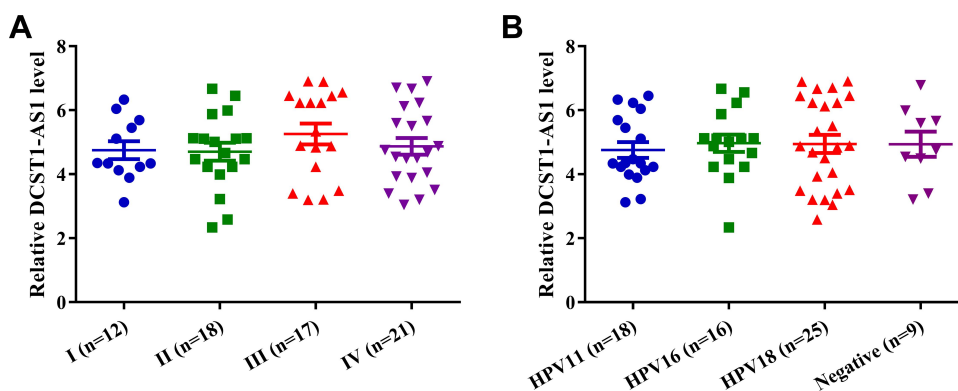 A
Relative DCST1-AS1 level
8
6
4
2
0
I (n=12)
II (n=18)
III (n=17)
IV (n=21)
B
Relative DCST1-AS1 level
8
6
4
2
0
HPV11 (n=18)
HPV16 (n=16)
HPV18 (n=25)
Negative (n=9)